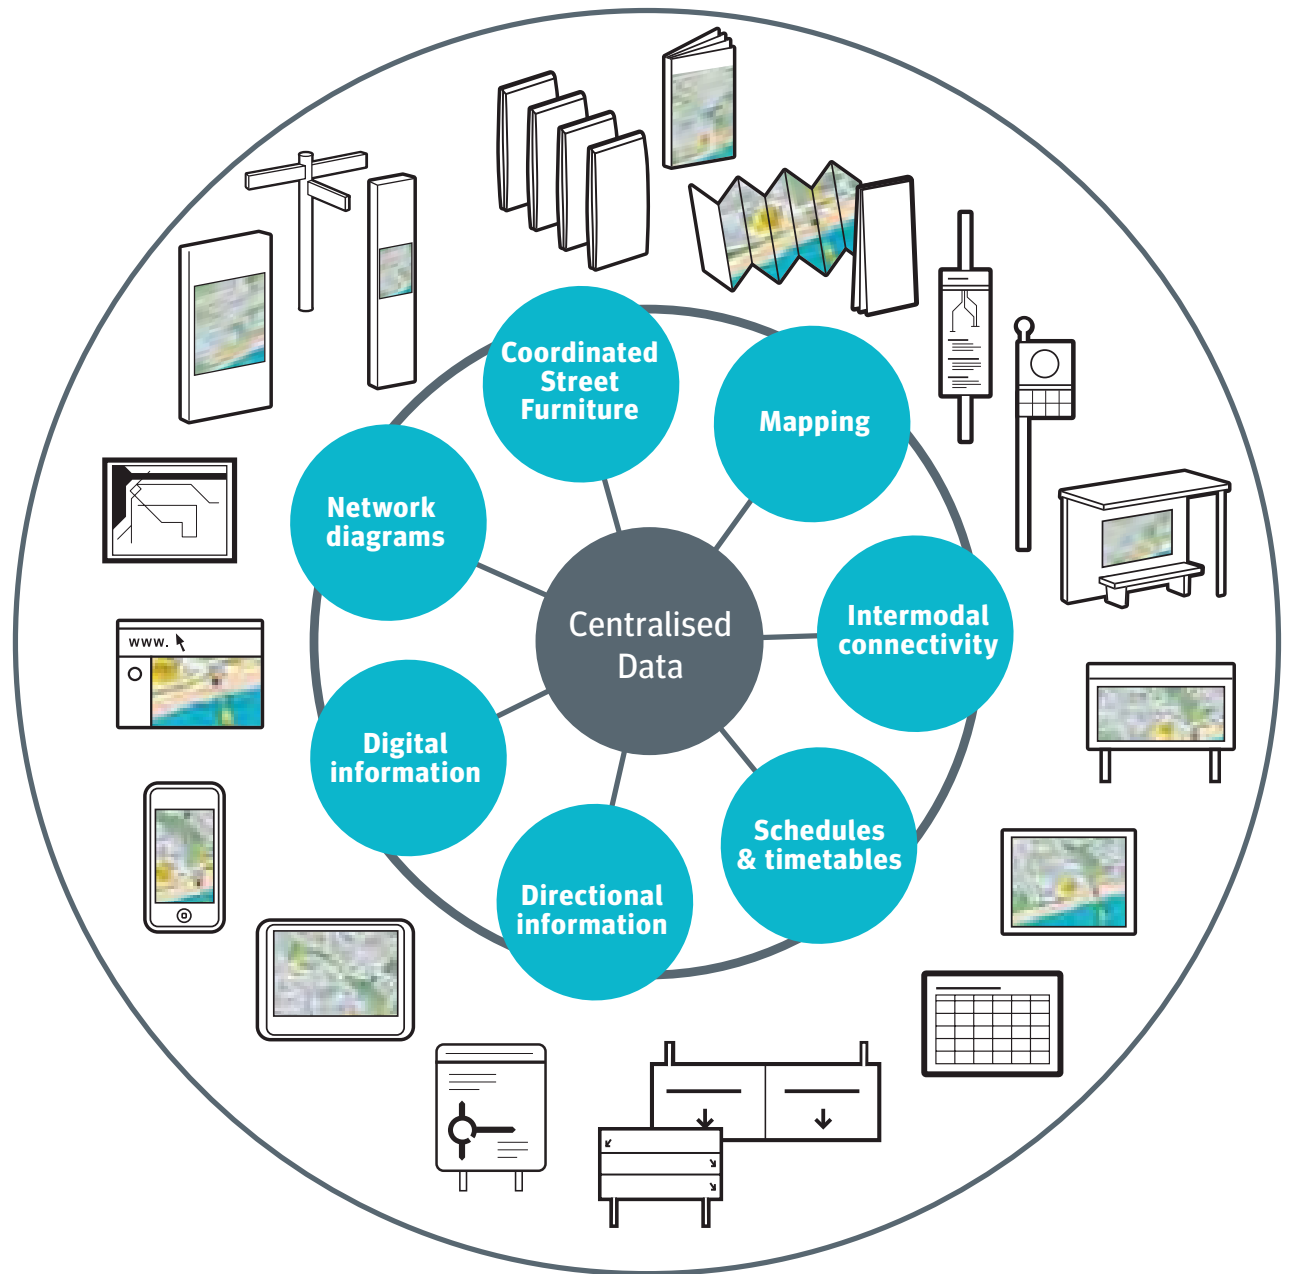 Coordinated
Street
Furniture
Mapping
Network
diagrams
Centralised
Data
Intermodal
connectivity
www.
Digital
information
Schedules
& timetables
Directional
information